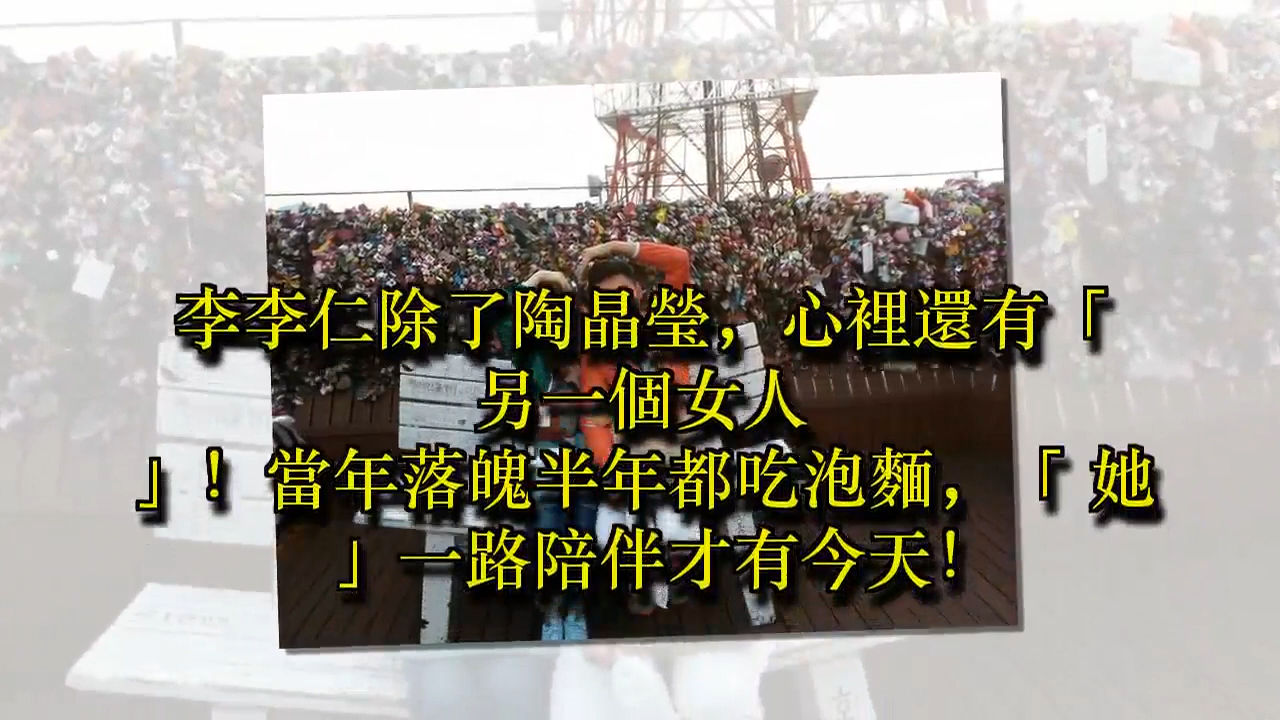 李李仁除了陶晶瑩，心裡還有「
另一個女人
」！當年落魄半年都吃泡麵，「 她
」一路陪伴才有今天！